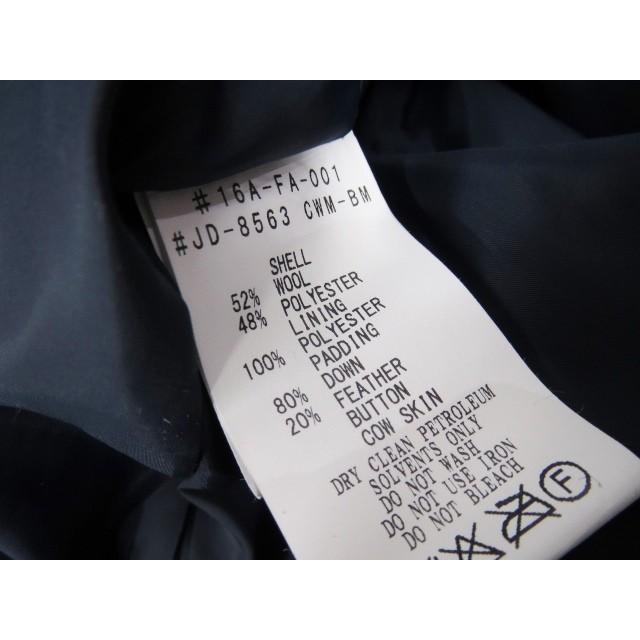 #16A-FA-001
#JD-8563 CWM-BM
SHELL
52% WOOL
48% POLYESTER
LINING
100% POLYESTER
PADDING
80% DOWN
20% FEATHER
BUTTON
COW SKIN
DRY CLEAN PETROLEUM
SOLVENTS ONLY
DO NOT WASH
DO NOT USE IRON
DO NOT BLEACH
F